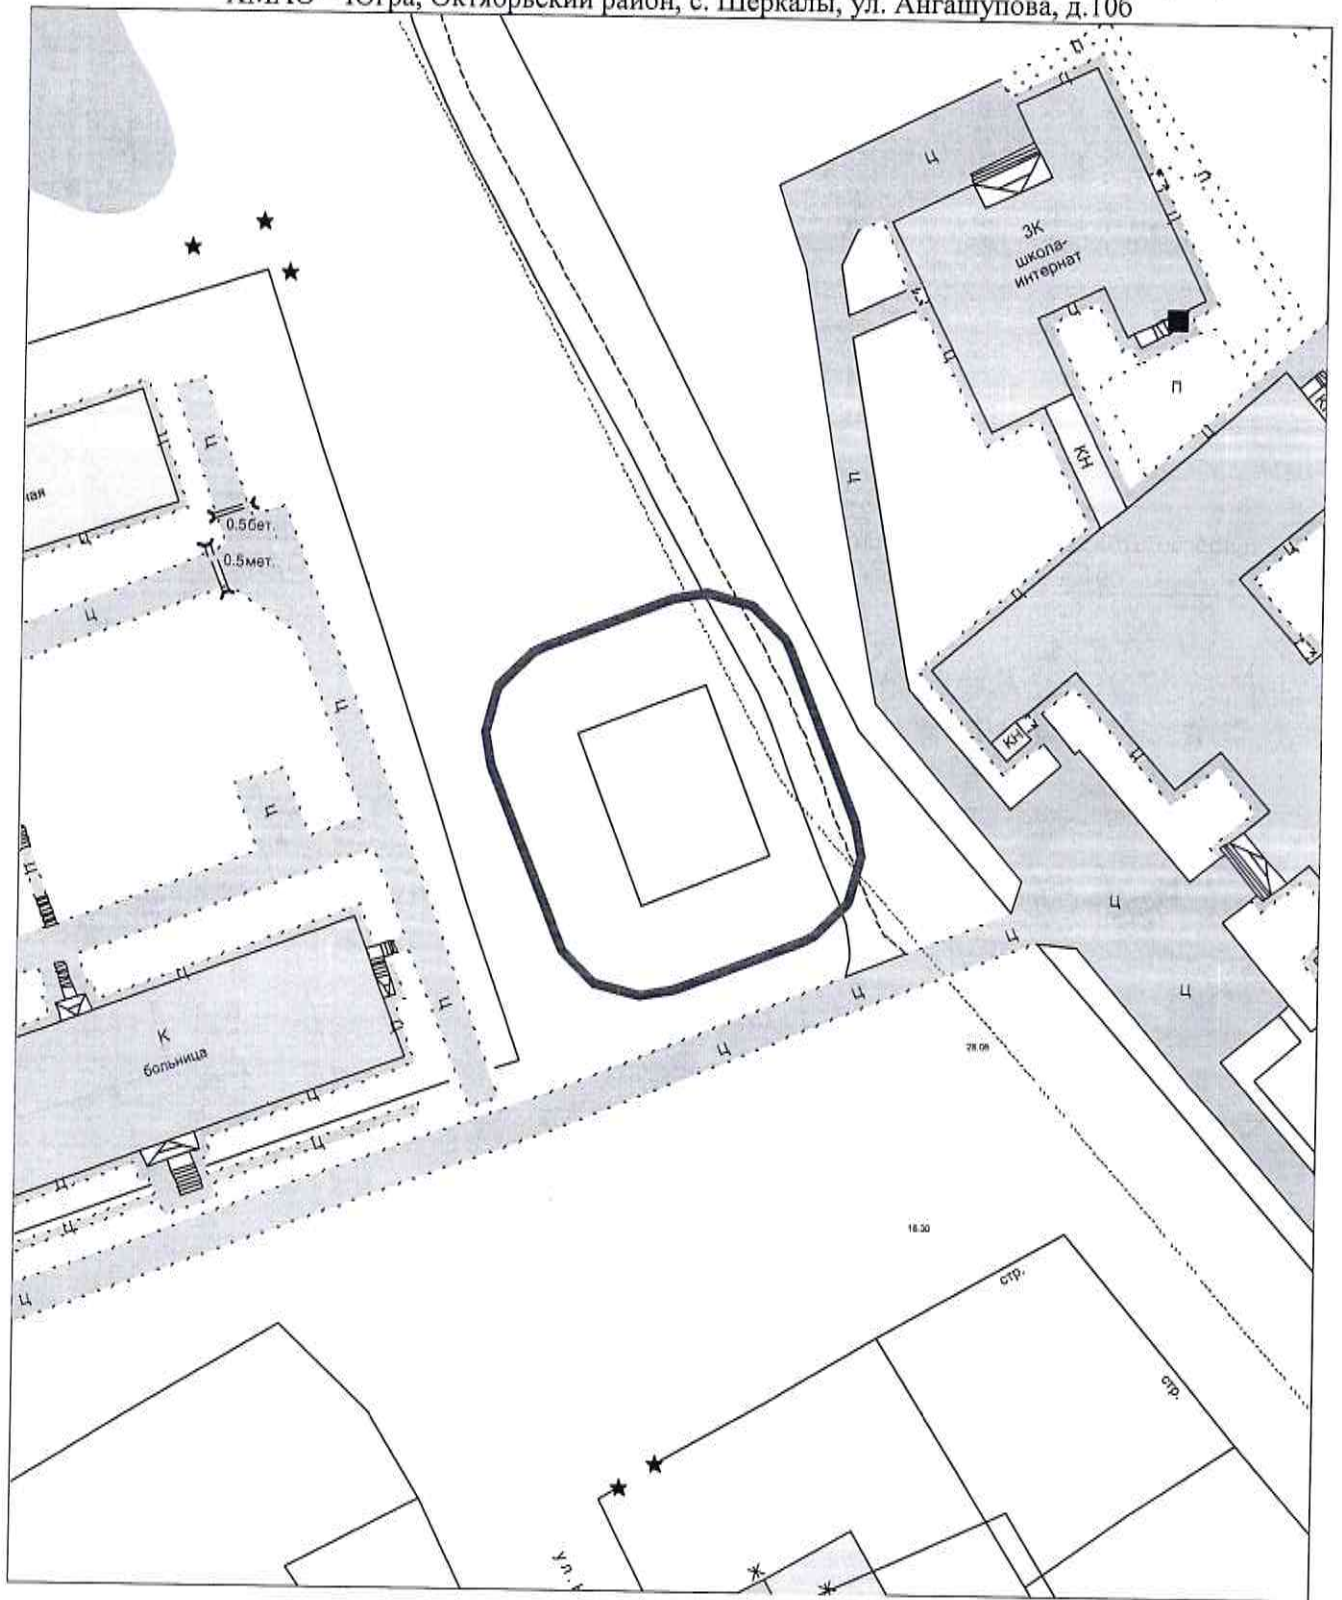 ХМАО – Югра, Октябрьский район, с. Шеркалы, ул. Ангашупова, д.10б
П
Ц
Ц
Ц
П
3К
школа-
интернат
Ц
Ц
Ц
П
Ц
Ц
П
Ц
КН
Ц
ная
Ц
0.5бет.
0.5мет.
Ц
Ц
Ц
П
КН
Ц
П
Ц
Ц
Ц
Ц
Ц
Ц
Ц
К
больница
Ц
Ц
28.08
Ц
Ц
Ц
Ц
18.30
Ц
стр.
стр.
ул.
Ж
Ж